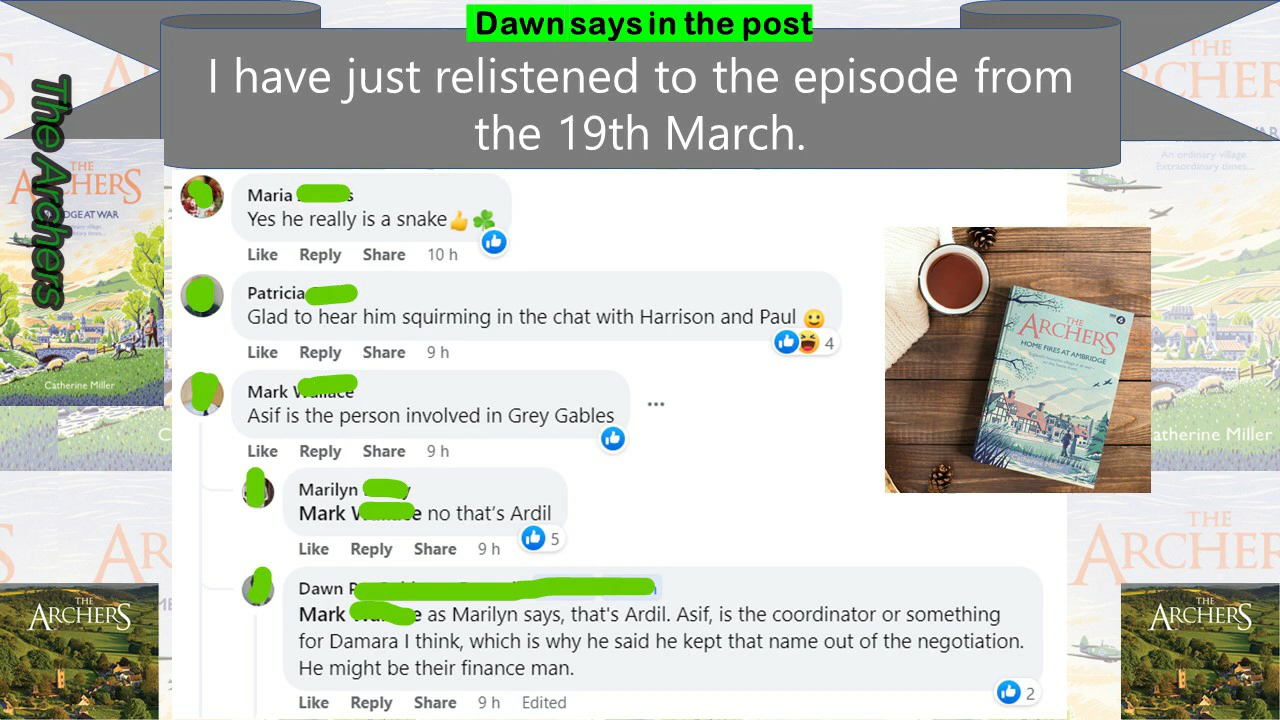 Dawn says in the post
I have just relistened to the episode from
the 19th March.
The Archers
THE
ARCHERS
AT WAR
Catherine Miller
Maria
Yes he really is a snake👍☘
Like Reply Share 10 h
Patricia
Glad to hear him squirming in the chat with Harrison and Paul 🙂
4
Like Reply Share 9 h
Mark
Asif is the person involved in Grey Gables
Like Reply Share 9 h
Marilyn
Mark no that's Ardil
5
Like Reply Share 9 h
Dawn
Mark as Marilyn says, that's Ardil. Asif, is the coordinator or something
for Damara I think, which is why he said he kept that name out of the negotiation.
He might be their finance man.
2
Like Reply Share 9 h Edited
THE
ARCHERS
HOME FIRES AT AMBRIDGE
THE
CHER
An ordinary village.
Extraordinary times...
atherine Miller
THE
ARCHER
THE
ARCHERS
THE
ARCHERS